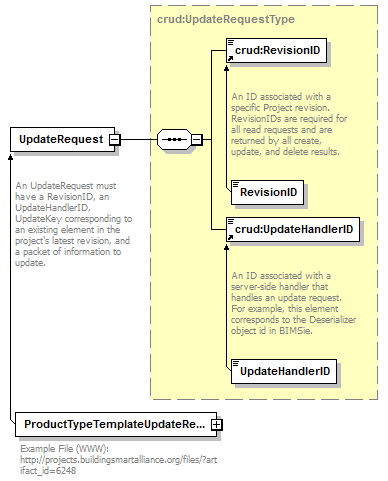 crud:UpdateRequestType
crud:RevisionID
An ID associated with a
specific Project revision.
RevisionIDs are required for
all read requests and are
returned by all create,
update, and delete results.
UpdateRequest
An UpdateRequest must
have a RevisionID, an
UpdateHandlerID,
UpdateKey corresponding to
an existing element in the
project's latest revision, and
a packet of information to
update.
RevisionID
crud:UpdateHandlerID
An ID associated with a
server-side handler that
handles an update request.
For example, this element
corresponds to the Deserializer
object id in BIMSie.
UpdateHandlerID
ProductTypeTemplateUpdateRe...
Example File (WWW):
http://projects.buildingsmartalliance.org/files/?art
ifact_id=6248